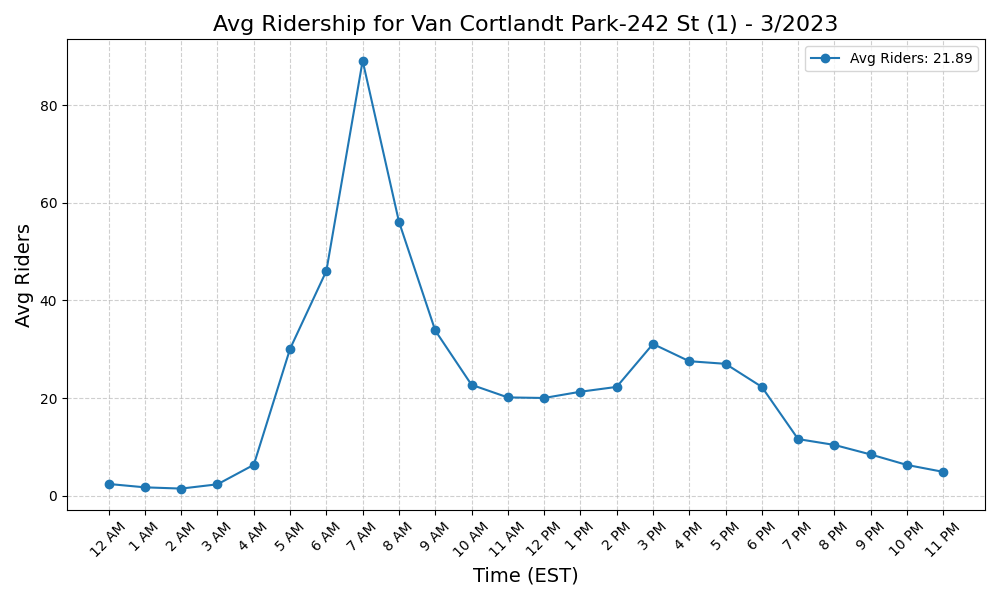 Avg Ridership for Van Cortlandt Park-242 St (1) - 3/2023
Avg Riders: 21.89
Avg Riders
80
60
40
20
0
12 AM
1 AM
2 AM
3 AM
4 AM
5 AM
6 AM
7 AM
8 AM
9 AM
10 AM
11 AM
12 PM
1 PM
2 PM
3 PM
4 PM
5 PM
6 PM
7 PM
8 PM
9 PM
10 PM
11 PM
Time (EST)